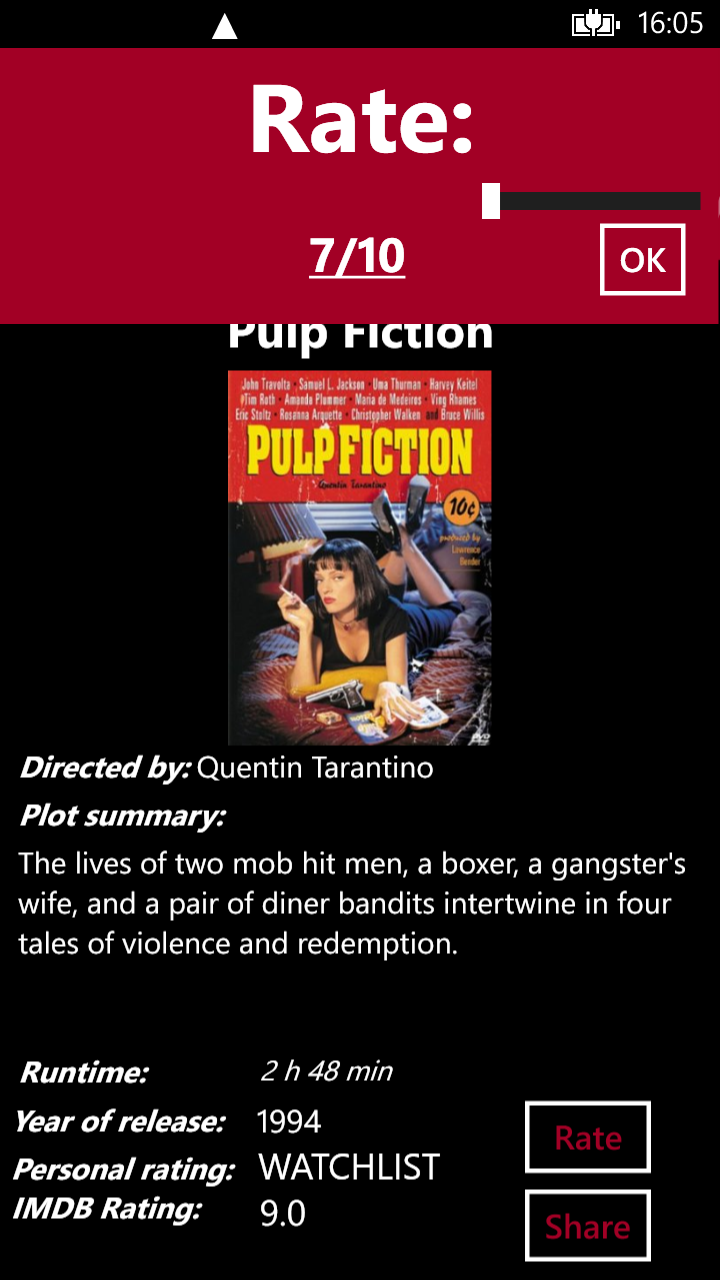 16:05
Rate:
7/10
OK
Pulp Fiction
John Travolta · Samuel L. Jackson · Uma Thurman · Harvey Keitel
Tim Roth · Amanda Plummer · Maria de Medeiros · Ving Rhames
Eric Stoltz · Rosanna Arquette · Christopher Walken and Bruce Willis
PULP FICTION
Quentin Tarantino
10¢
produced by
Lawrence
Bender
DVD
Directed by: Quentin Tarantino
Plot summary:
The lives of two mob hit men, a boxer, a gangster's
wife, and a pair of diner bandits intertwine in four
tales of violence and redemption.
Runtime: 2 h 48 min
Year of release: 1994
Rate
Personal rating: WATCHLIST
IMDB Rating: 9.0
Share